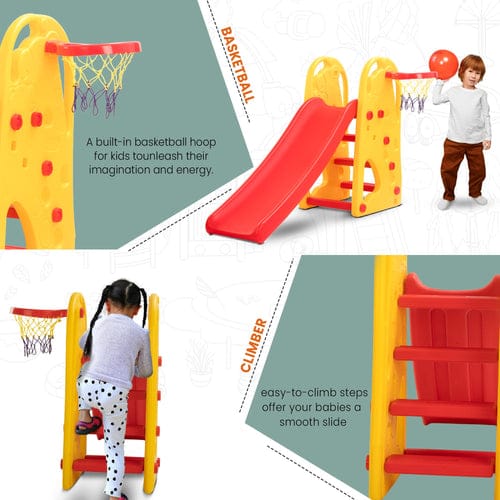 BASKETBALL
A built-in basketball hoop
for kids tounleash their
imagination and energy.
CLIMBER
easy-to-climb steps
offer your babies a
smooth slide